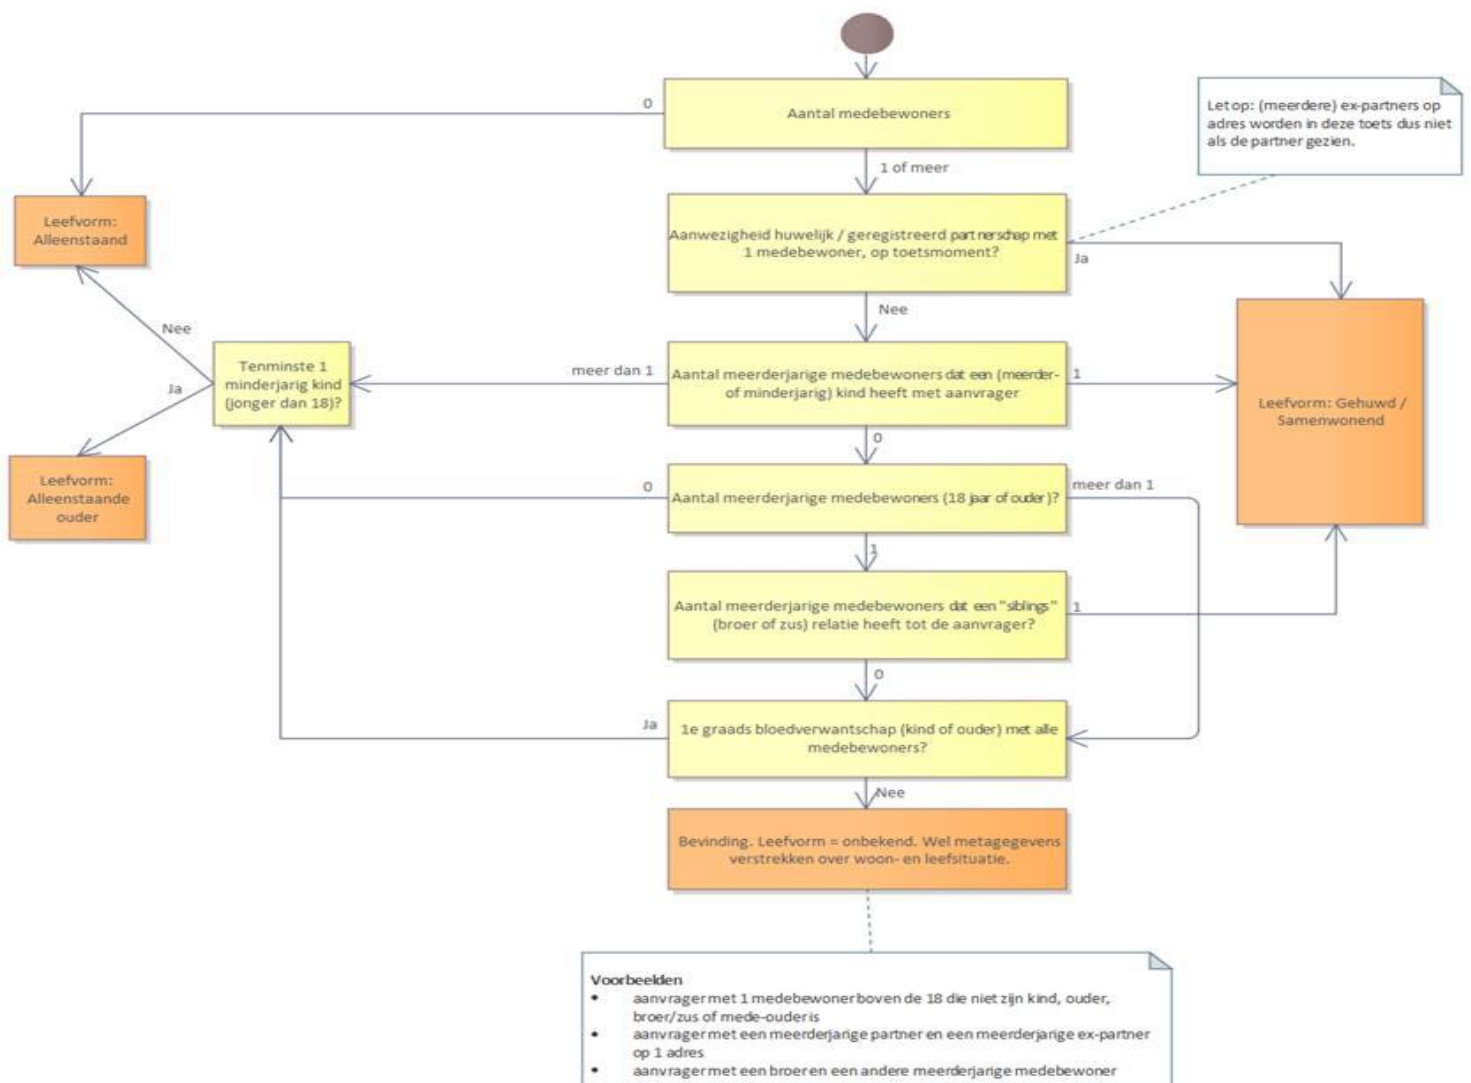 Aantal medebewoners
0
1 of meer
Let op: (meerdere) ex-partners op
adres worden in deze toets dus niet
als de partner gezien.
Leefvorm:
Alleenstaand
Aanwezigheid huwelijk / geregistreerd partnerschap met
1 medebewoner, op toetsmoment?
Ja
Nee
Nee
Ja
Tenminste 1
minderjarig kind
(jonger dan 18)?
meer dan 1
Aantal meerderjarige medebewoners dat een (meerder-
of minderjarig) kind heeft met aanvrager
1
Leefvorm: Gehuwd /
Samenwonend
0
Leefvorm:
Alleenstaande
ouder
0
Aantal meerderjarige medebewoners (18 jaar of ouder)?
meer dan 1
1
Aantal meerderjarige medebewoners dat een "siblings"
(broer of zus) relatie heeft tot de aanvrager?
1
0
Ja
1e graads bloedverwantschap (kind of ouder) met alle
medebewoners?
Nee
Bevinding. Leefvorm = onbekend. Wel metagegevens
verstrekken over woon- en leefsituatie.
Voorbeelden
• aanvrager met 1 medebewoner boven de 18 die niet zijn kind, ouder,
broer/zus of mede-ouder is
• aanvrager met een meerderjarige partner en een meerderjarige ex-partner
op 1 adres
• aanvrager met een broer en een andere meerderjarige medebewoner